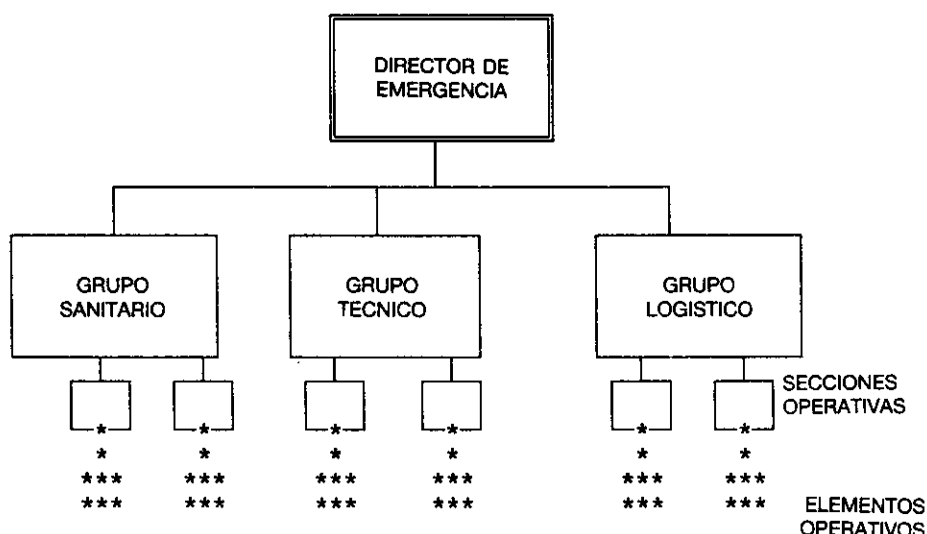 DIRECTOR DE
EMERGENCIA
GRUPO
SANITARIO
GRUPO
TECNICO
GRUPO
LOGISTICO
SECCIONES
OPERATIVAS
* * * * * *
* * * * * *
*** *** *** *** *** ***
*** *** *** *** *** ***
ELEMENTOS
OPERATIVOS